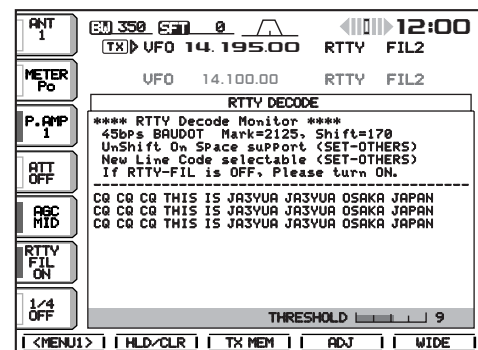 ANT 1
BW 350 SFT 0 12:00
TX VFO 14.195.00 RTTY FIL2
METER Po
VFO 14.100.00 RTTY FIL2
RTTY DECODE
P.AMP 1
**** RTTY Decode Monitor ****
45bps BAUDOT Mark=2125, Shift=170
UnShift On Space support (SET-OTHERS)
New Line Code selectable (SET-OTHERS)
If RTTY-FIL is OFF, Please turn ON.
ATT OFF
CQ CQ CQ THIS IS JA3YUA JA3YUA OSAKA JAPAN
CQ CQ CQ THIS IS JA3YUA JA3YUA OSAKA JAPAN
CQ CQ CQ THIS IS JA3YUA JA3YUA OSAKA JAPAN
AGC MID
RTTY FIL ON
1/4 OFF
THRESHOLD 9
<MENU1> HLD/CLR TX MEM ADJ WIDE